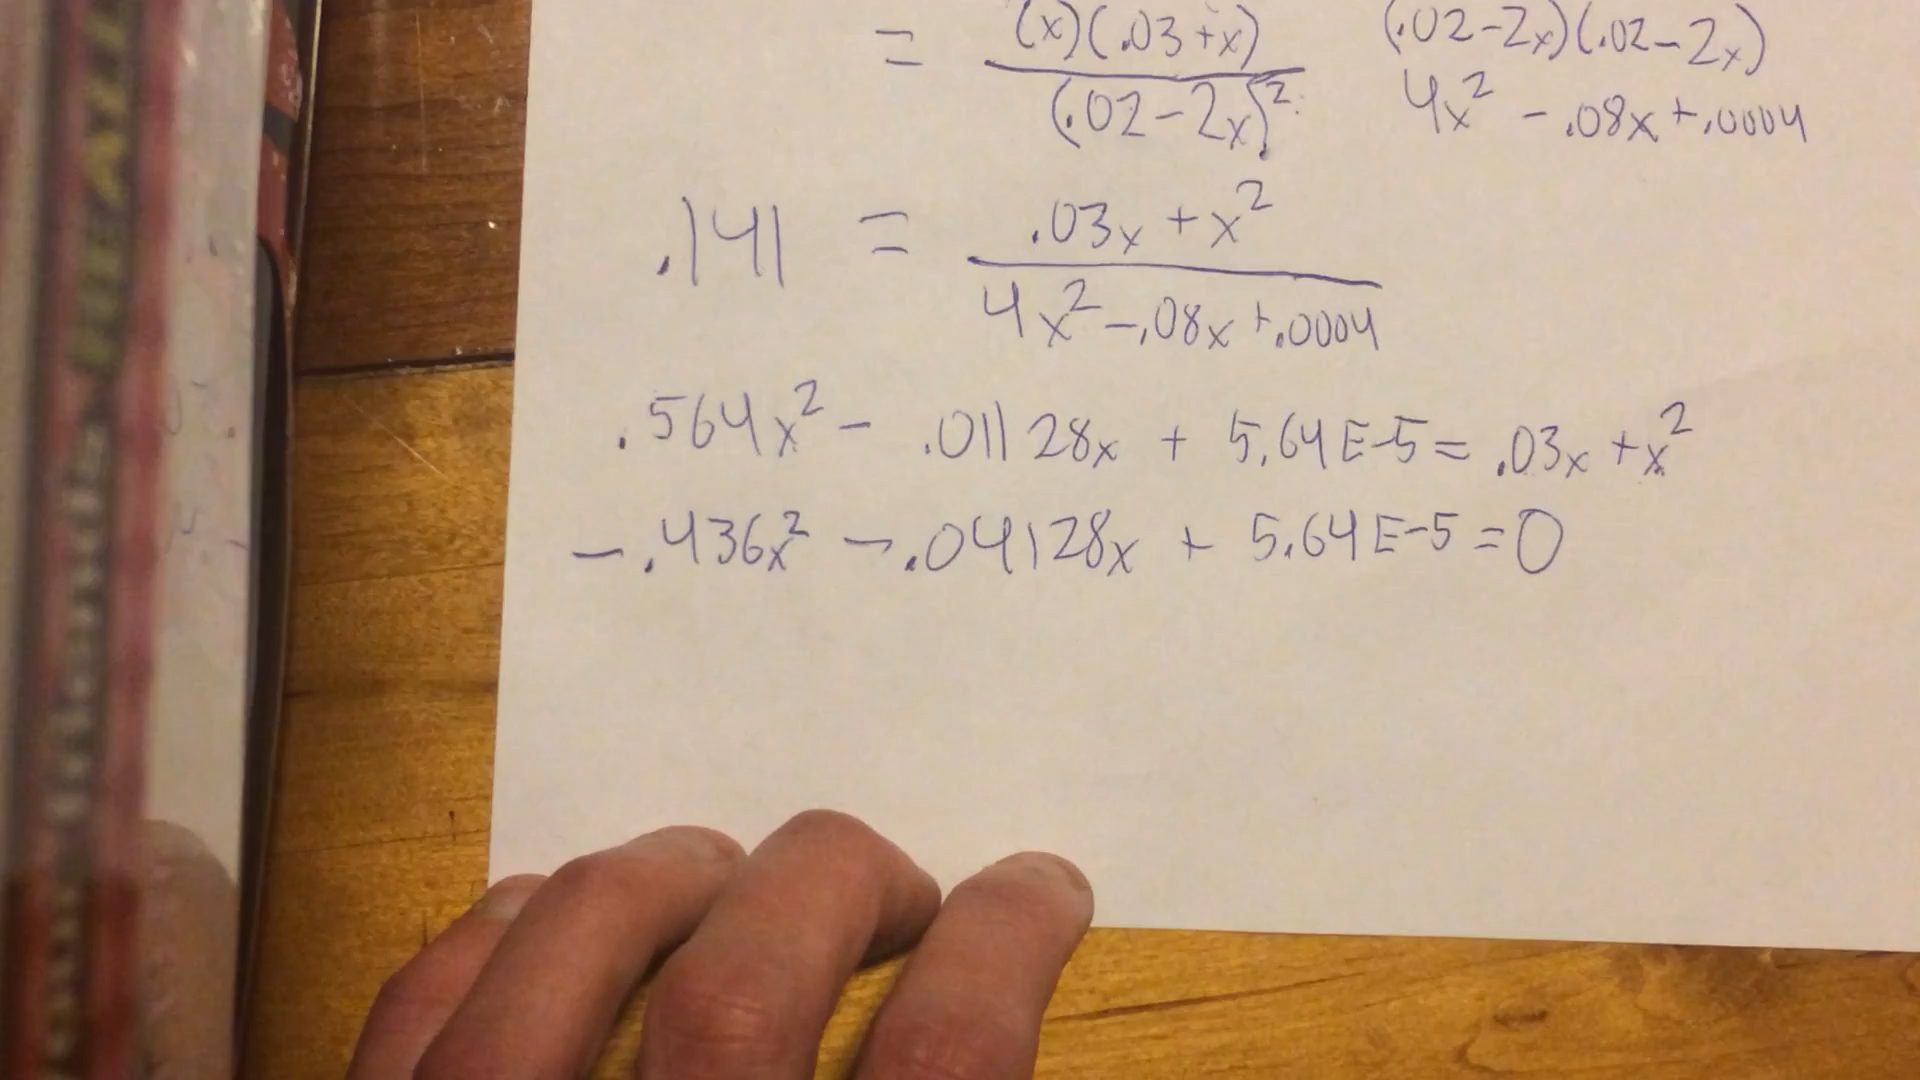 = (x)(.03+x) / (.02-2x)² (.02-2x)(.02-2x)
4x² - .08x + .0004
.141 = .03x + x² / 4x² - .08x + .0004
.564x² - .01128x + 5.64E-5 = .03x + x²
-.436x² - .04128x + 5.64E-5 = 0